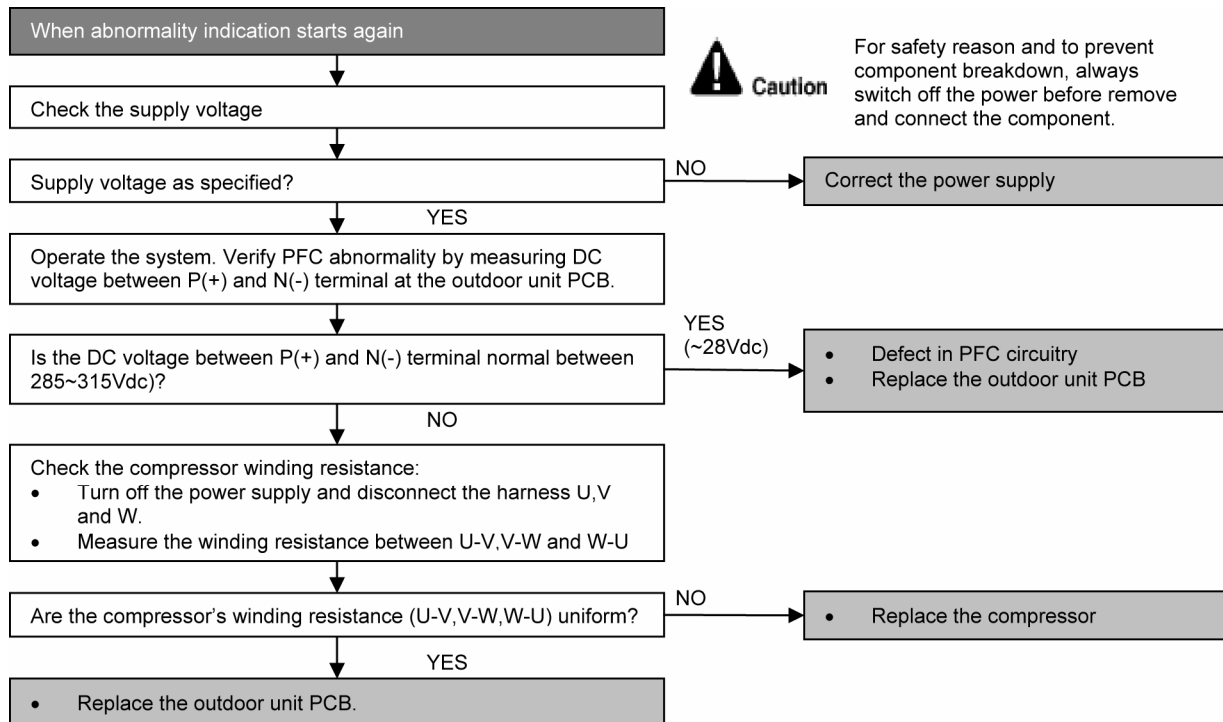 When abnormality indication starts again
Caution
For safety reason and to prevent
component breakdown, always
switch off the power before remove
and connect the component.
Check the supply voltage
Supply voltage as specified?
NO
Correct the power supply
YES
Operate the system. Verify PFC abnormality by measuring DC
voltage between P(+) and N(-) terminal at the outdoor unit PCB.
Is the DC voltage between P(+) and N(-) terminal normal between
285~315Vdc)?
YES
(~28Vdc)
• Defect in PFC circuitry
• Replace the outdoor unit PCB
NO
Check the compressor winding resistance:
• Turn off the power supply and disconnect the harness U,V
and W.
• Measure the winding resistance between U-V,V-W and W-U
Are the compressor's winding resistance (U-V,V-W,W-U) uniform?
NO
• Replace the compressor
YES
• Replace the outdoor unit PCB.